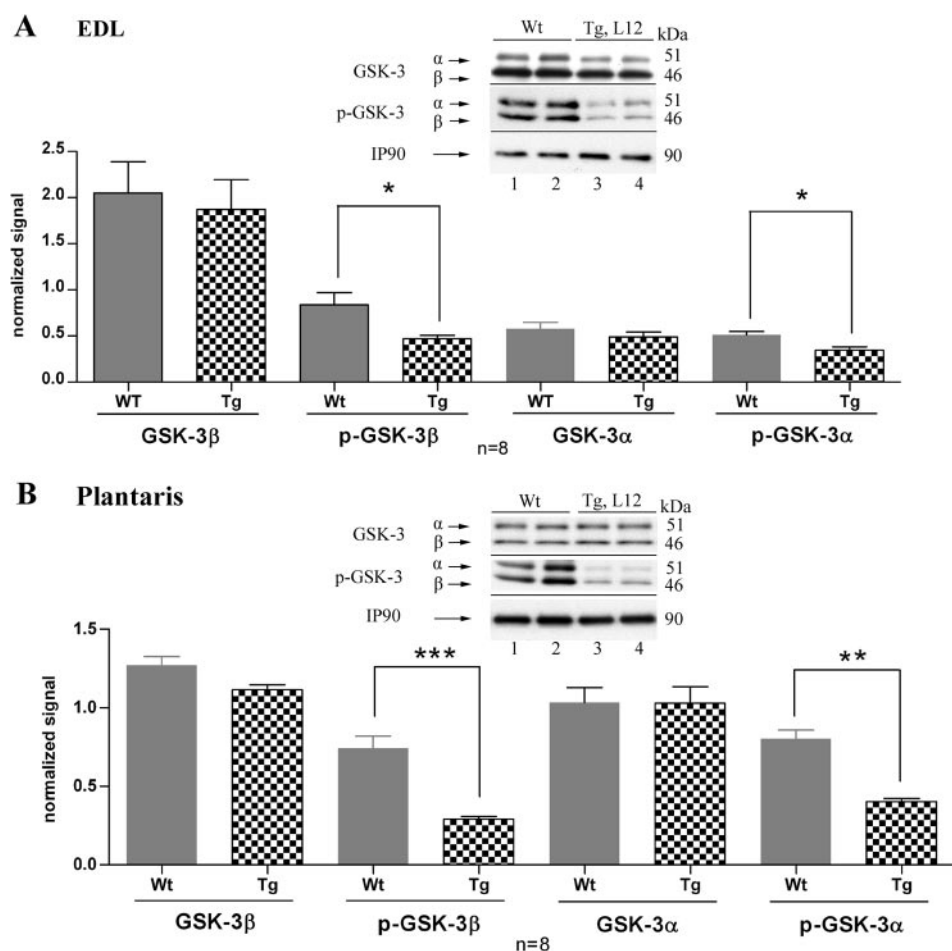 A EDL
Wt Tg, L12 kDa
GSK-3 α 51
β 46
p-GSK-3 α 51
β 46
IP90 90
1 2 3 4
normalized signal
2.5
2.0
1.5
1.0
0.5
0.0
* *
WT Tg Wt Tg WT Tg Wt Tg
GSK-3β p-GSK-3β GSK-3α p-GSK-3α
n=8
B Plantaris
Wt Tg, L12 kDa
GSK-3 α 51
β 46
p-GSK-3 α 51
β 46
IP90 90
1 2 3 4
normalized signal
1.5
1.0
0.5
0.0
*** **
Wt Tg Wt Tg Wt Tg Wt Tg
GSK-3β p-GSK-3β GSK-3α p-GSK-3α
n=8